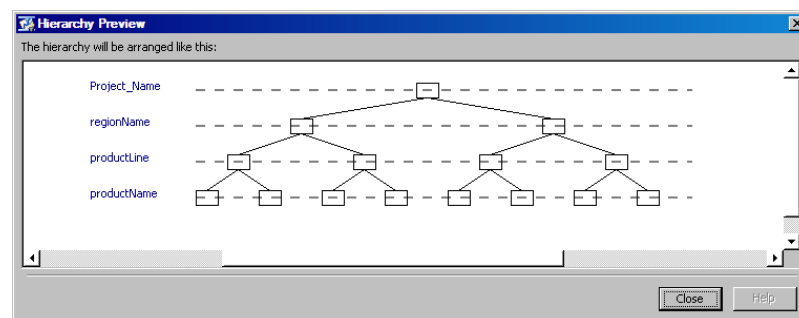 Hierarchy Preview
The hierarchy will be arranged like this:
Project_Name
regionName
productLine
productName
Close
Help